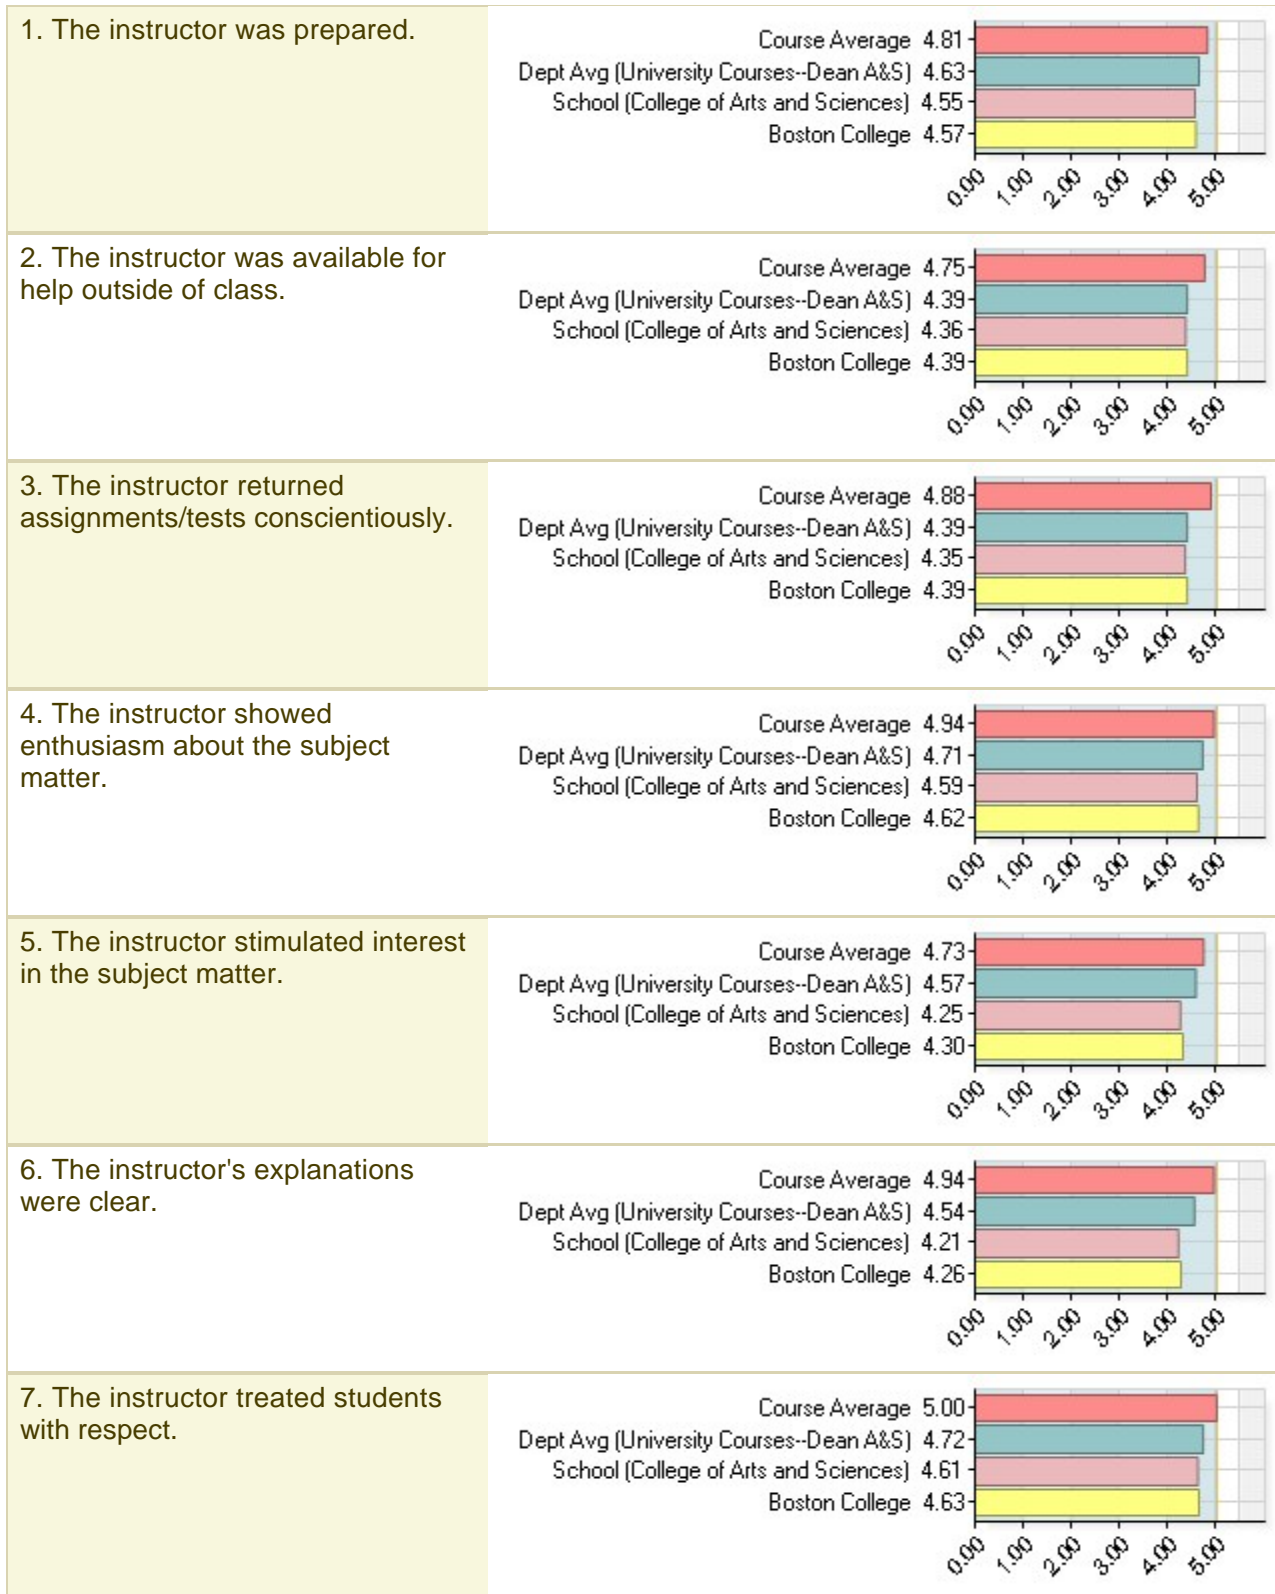 1. The instructor was prepared.
Course Average 4.81
Dept Avg (University Courses--Dean A&S) 4.63
School (College of Arts and Sciences) 4.55
Boston College 4.57
0.00 1.00 2.00 3.00 4.00 5.00
2. The instructor was available for
help outside of class.
Course Average 4.75
Dept Avg (University Courses--Dean A&S) 4.39
School (College of Arts and Sciences) 4.36
Boston College 4.39
0.00 1.00 2.00 3.00 4.00 5.00
3. The instructor returned
assignments/tests conscientiously.
Course Average 4.88
Dept Avg (University Courses--Dean A&S) 4.39
School (College of Arts and Sciences) 4.35
Boston College 4.39
0.00 1.00 2.00 3.00 4.00 5.00
4. The instructor showed
enthusiasm about the subject
matter.
Course Average 4.94
Dept Avg (University Courses--Dean A&S) 4.71
School (College of Arts and Sciences) 4.59
Boston College 4.62
0.00 1.00 2.00 3.00 4.00 5.00
5. The instructor stimulated interest
in the subject matter.
Course Average 4.73
Dept Avg (University Courses--Dean A&S) 4.57
School (College of Arts and Sciences) 4.25
Boston College 4.30
0.00 1.00 2.00 3.00 4.00 5.00
6. The instructor's explanations
were clear.
Course Average 4.94
Dept Avg (University Courses--Dean A&S) 4.54
School (College of Arts and Sciences) 4.21
Boston College 4.26
0.00 1.00 2.00 3.00 4.00 5.00
7. The instructor treated students
with respect.
Course Average 5.00
Dept Avg (University Courses--Dean A&S) 4.72
School (College of Arts and Sciences) 4.61
Boston College 4.63
0.00 1.00 2.00 3.00 4.00 5.00